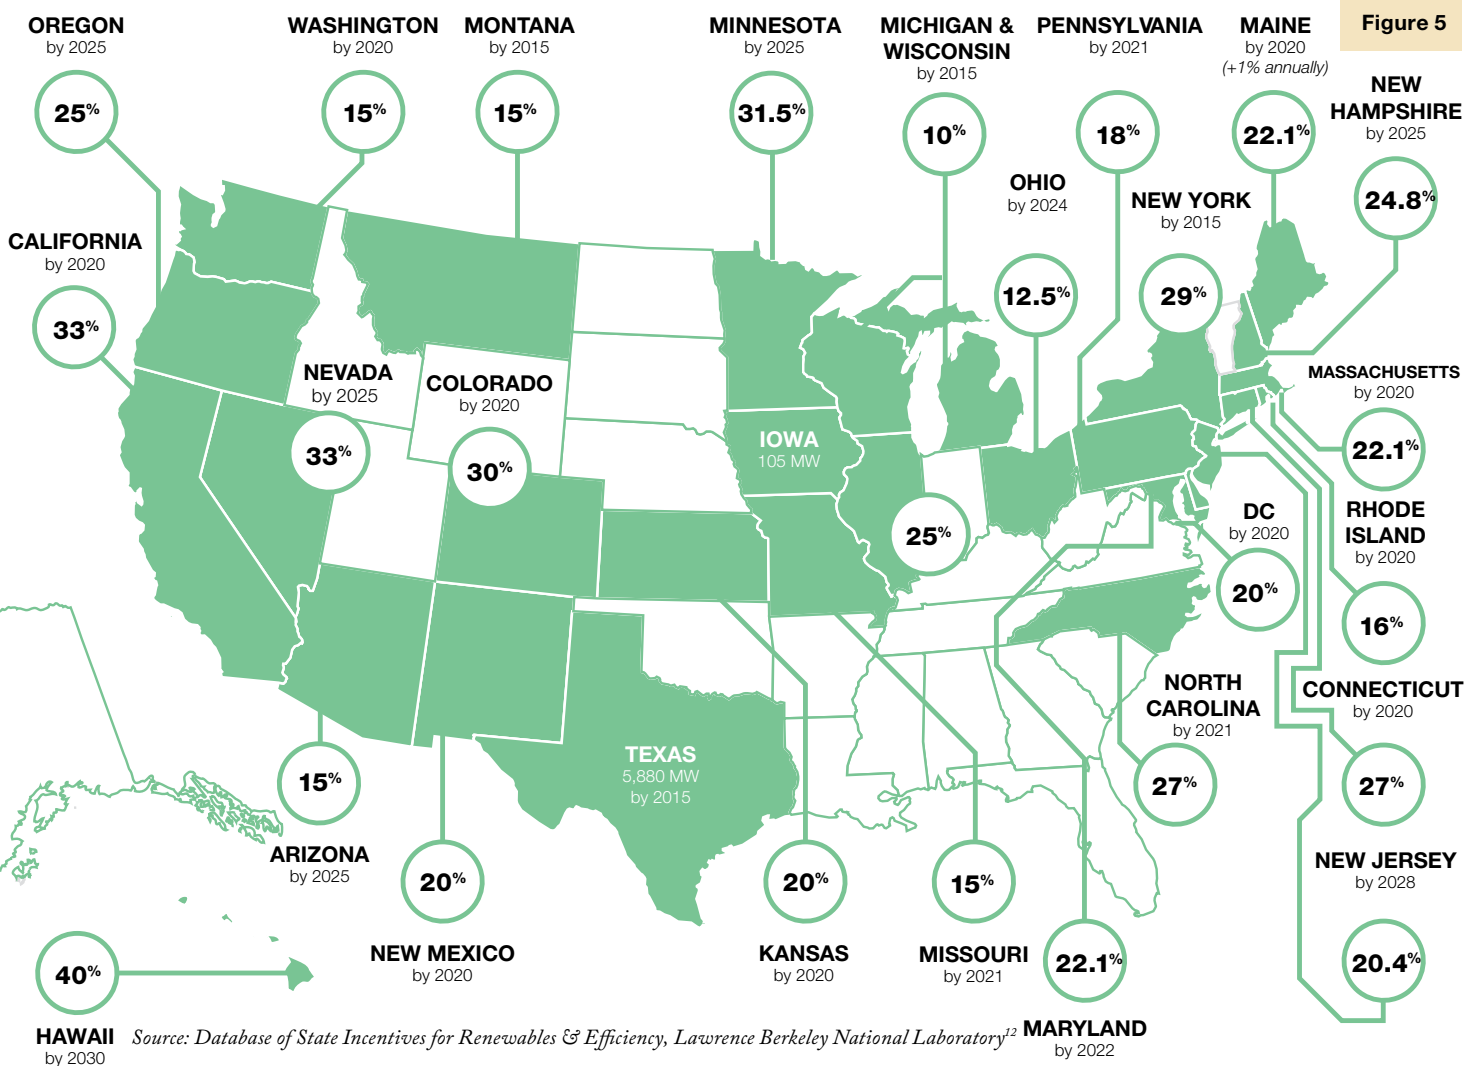 Figure 5
OREGON
by 2025
25%
WASHINGTON
by 2020
15%
MONTANA
by 2015
15%
MINNESOTA
by 2025
31.5%
MICHIGAN &
WISCONSIN
by 2015
10%
PENNSYLVANIA
by 2021
18%
MAINE
by 2020
(+1% annually)
22.1%
NEW
HAMPSHIRE
by 2025
24.8%
OHIO
by 2024
12.5%
NEW YORK
by 2015
29%
CALIFORNIA
by 2020
33%
NEVADA
by 2025
33%
COLORADO
by 2020
30%
IOWA
105 MW
25%
MASSACHUSETTS
by 2020
22.1%
DC
by 2020
20%
RHODE
ISLAND
by 2020
16%
NORTH
CAROLINA
by 2021
27%
CONNECTICUT
by 2020
27%
TEXAS
5,880 MW
by 2015
15%
ARIZONA
by 2025
20%
NEW MEXICO
by 2020
20%
KANSAS
by 2020
15%
MISSOURI
by 2021
22.1%
MARYLAND
by 2022
NEW JERSEY
by 2028
20.4%
40%
HAWAII
by 2030
Source: Database of State Incentives for Renewables & Efficiency, Lawrence Berkeley National Laboratory12